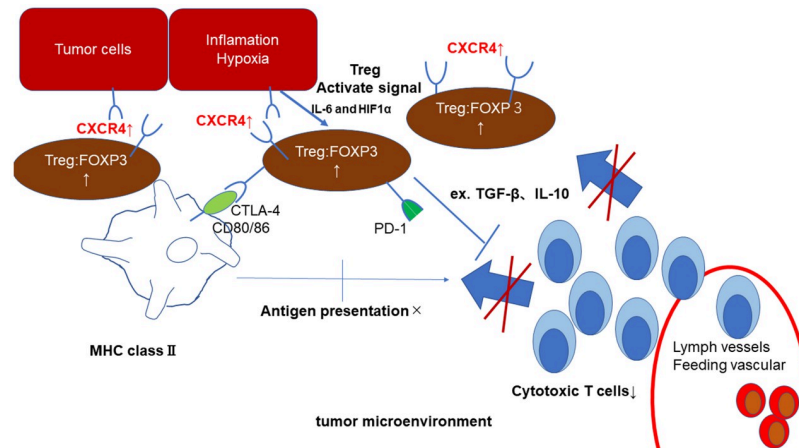 Tumor cells
Inflamation
Hypoxia
CXCR4↑
Treg:FOXP3
↑
CXCR4↑
Treg
Activate signal
IL-6 and HIF1α
Treg:FOXP3
↑
CXCR4↑
Treg:FOXP 3
↑
CTLA-4
CD80/86
PD-1
ex. TGF-β、IL-10
Antigen presentation×
MHC class Ⅱ
Cytotoxic T cells↓
Lymph vessels
Feeding vascular
tumor microenvironment